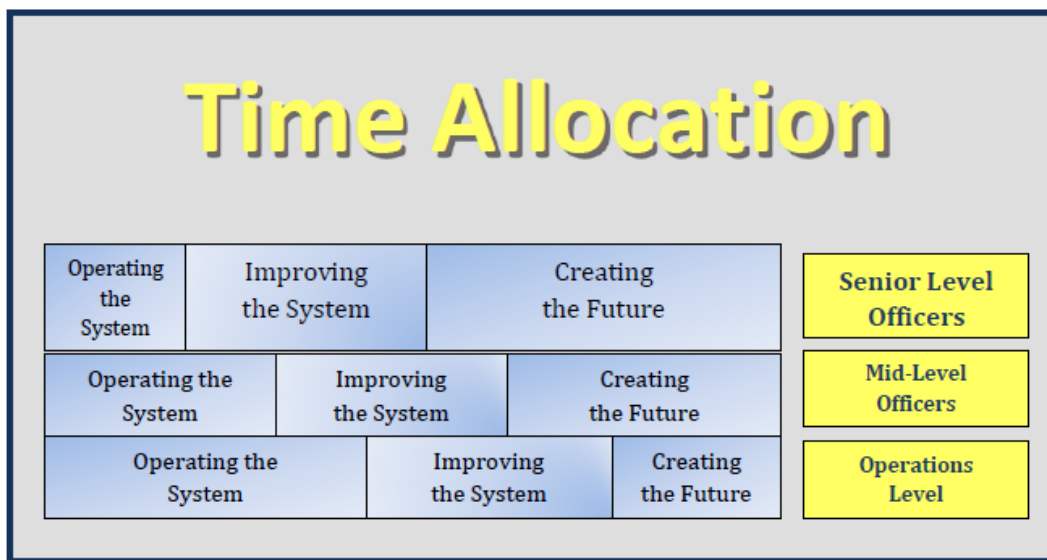 Time Allocation
Operating
the
System
Improving
the System
Creating
the Future
Senior Level
Officers
Operating the
System
Improving
the System
Creating
the Future
Mid-Level
Officers
Operating the
System
Improving
the System
Creating
the Future
Operations
Level